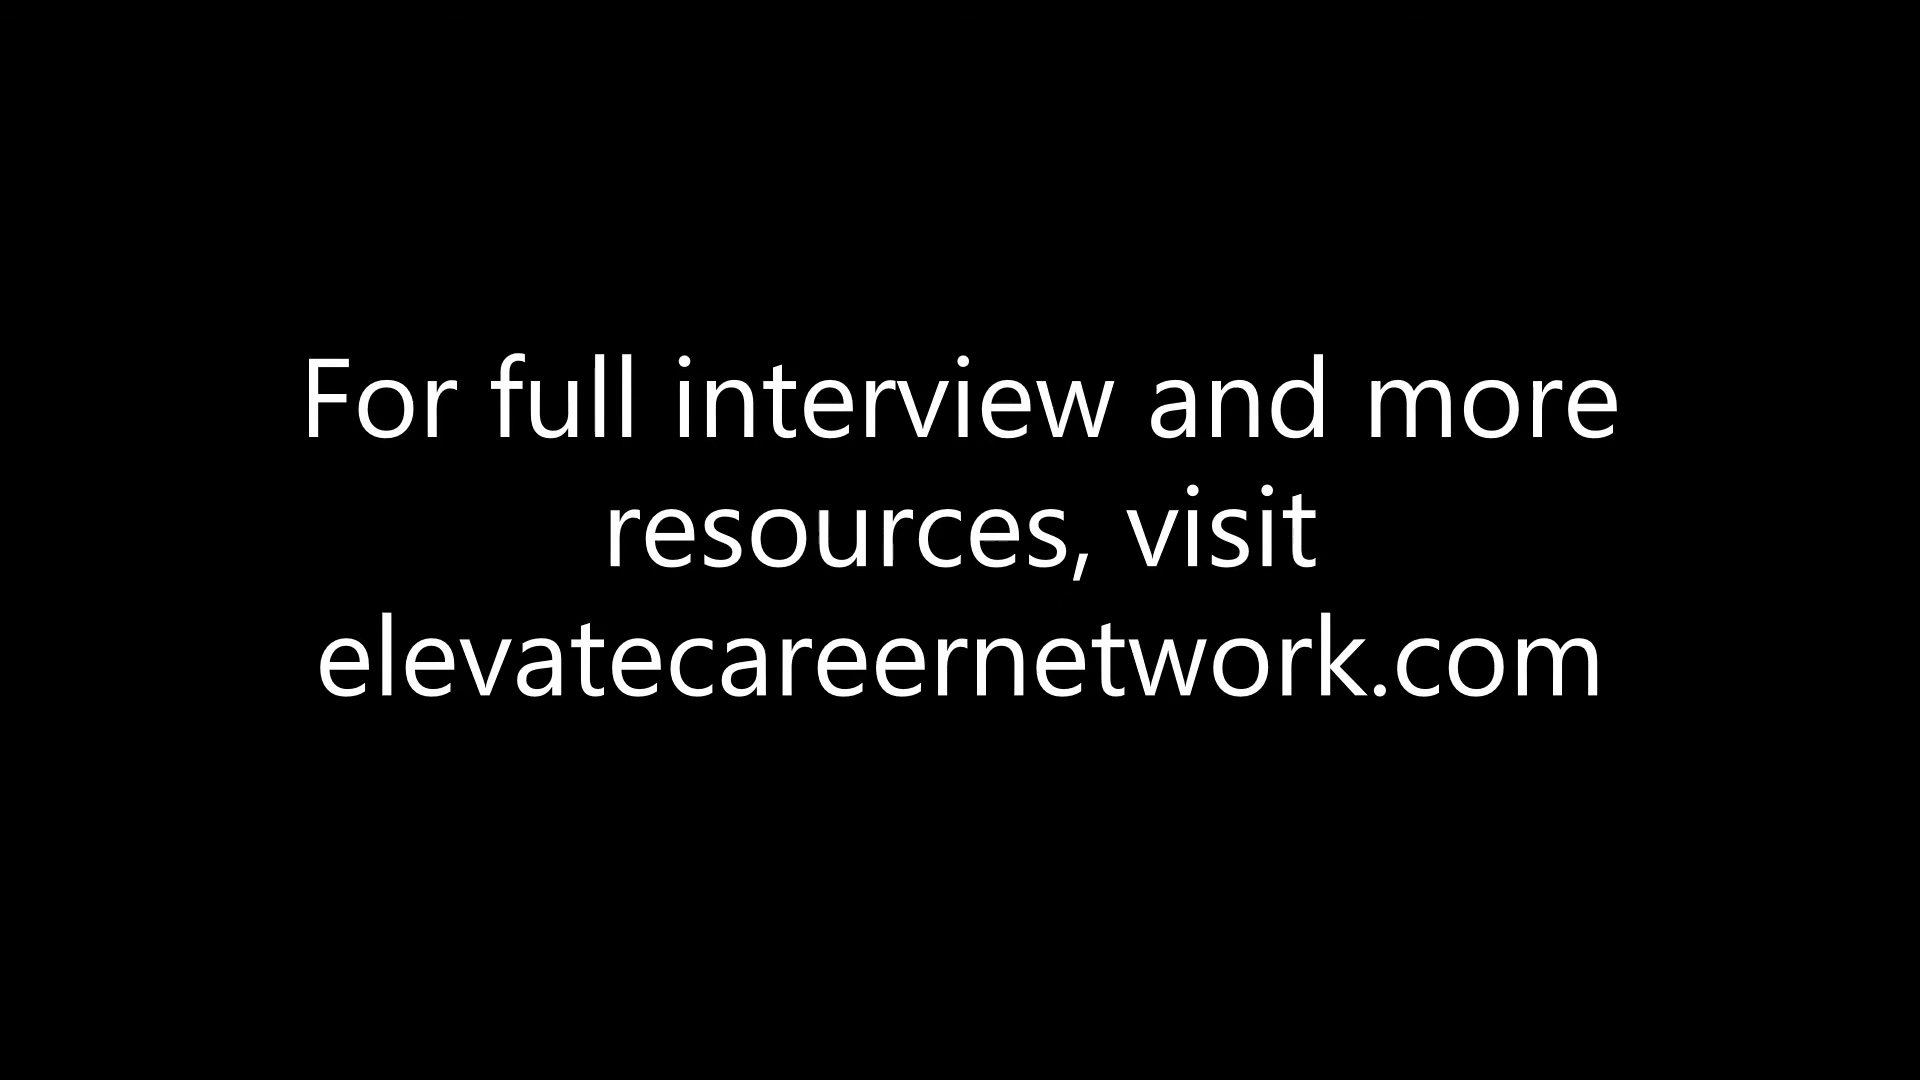 For full interview and more
resources, visit
elevatecareernetwork.com